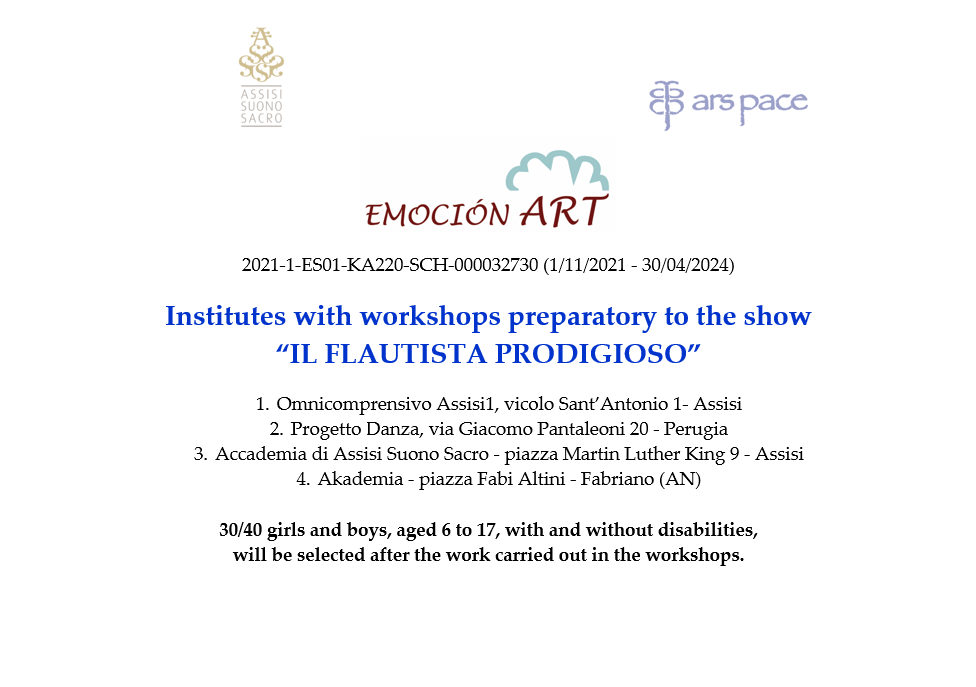 ASSISI
SUONO
SACRO
ars pace
EMOCIÓN ART
2021-1-ES01-KA220-SCH-000032730 (1/11/2021 - 30/04/2024)
Institutes with workshops preparatory to the show
“IL FLAUTISTA PRODIGIOSO”
1. Omnicomprensivo Assisi1, vicolo Sant’Antonio 1- Assisi
2. Progetto Danza, via Giacomo Pantaleoni 20 - Perugia
3. Accademia di Assisi Suono Sacro - piazza Martin Luther King 9 - Assisi
4. Akademia - piazza Fabi Altini - Fabriano (AN)
30/40 girls and boys, aged 6 to 17, with and without disabilities,
will be selected after the work carried out in the workshops.